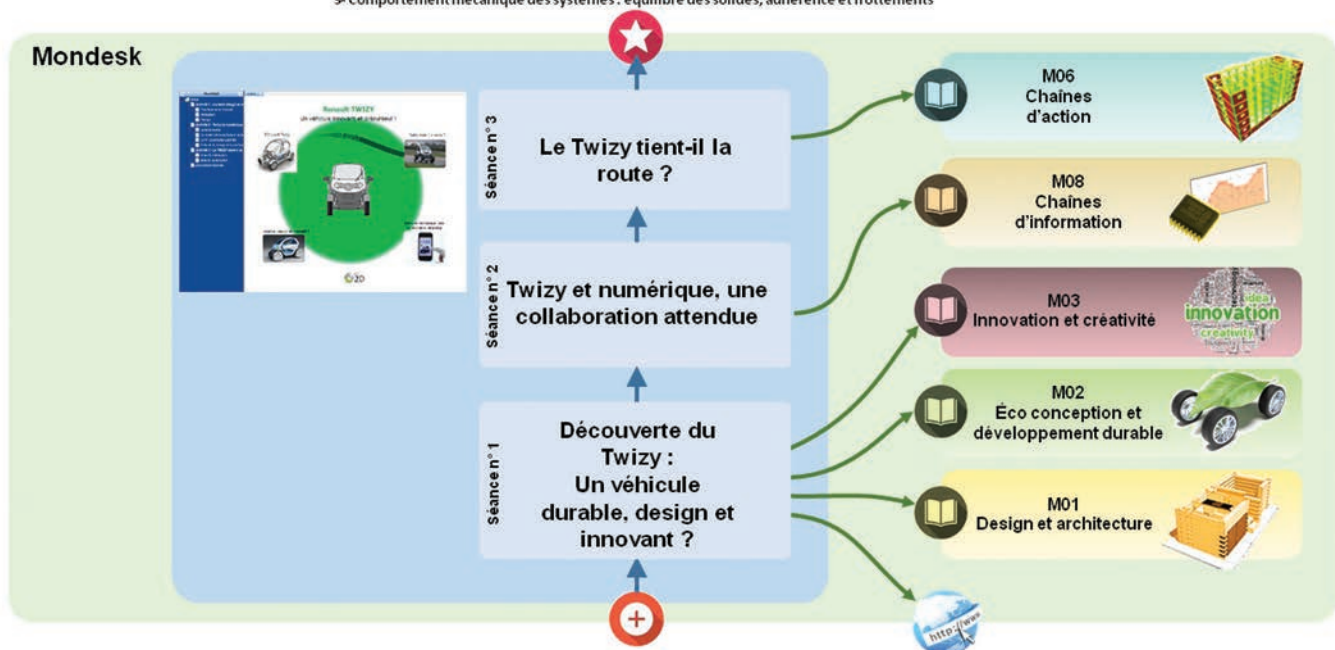 5- Comportement mécanique des systèmes : équilibre des solides, adhérence et frottements
Mondesk
Renault TWIZY
Séance n° 3
Le Twizy tient-il la
route ?
Séance n° 2
Twizy et numérique, une
collaboration attendue
Séance n° 1
Découverte du
Twizy :
Un véhicule
durable, design et
innovant ?
M06
Chaînes
d'action
M08
Chaînes
d'information
M03
Innovation et créativité
idea
innovation
creativity
M02
Éco conception et
développement durable
M01
Design et architecture
http://www